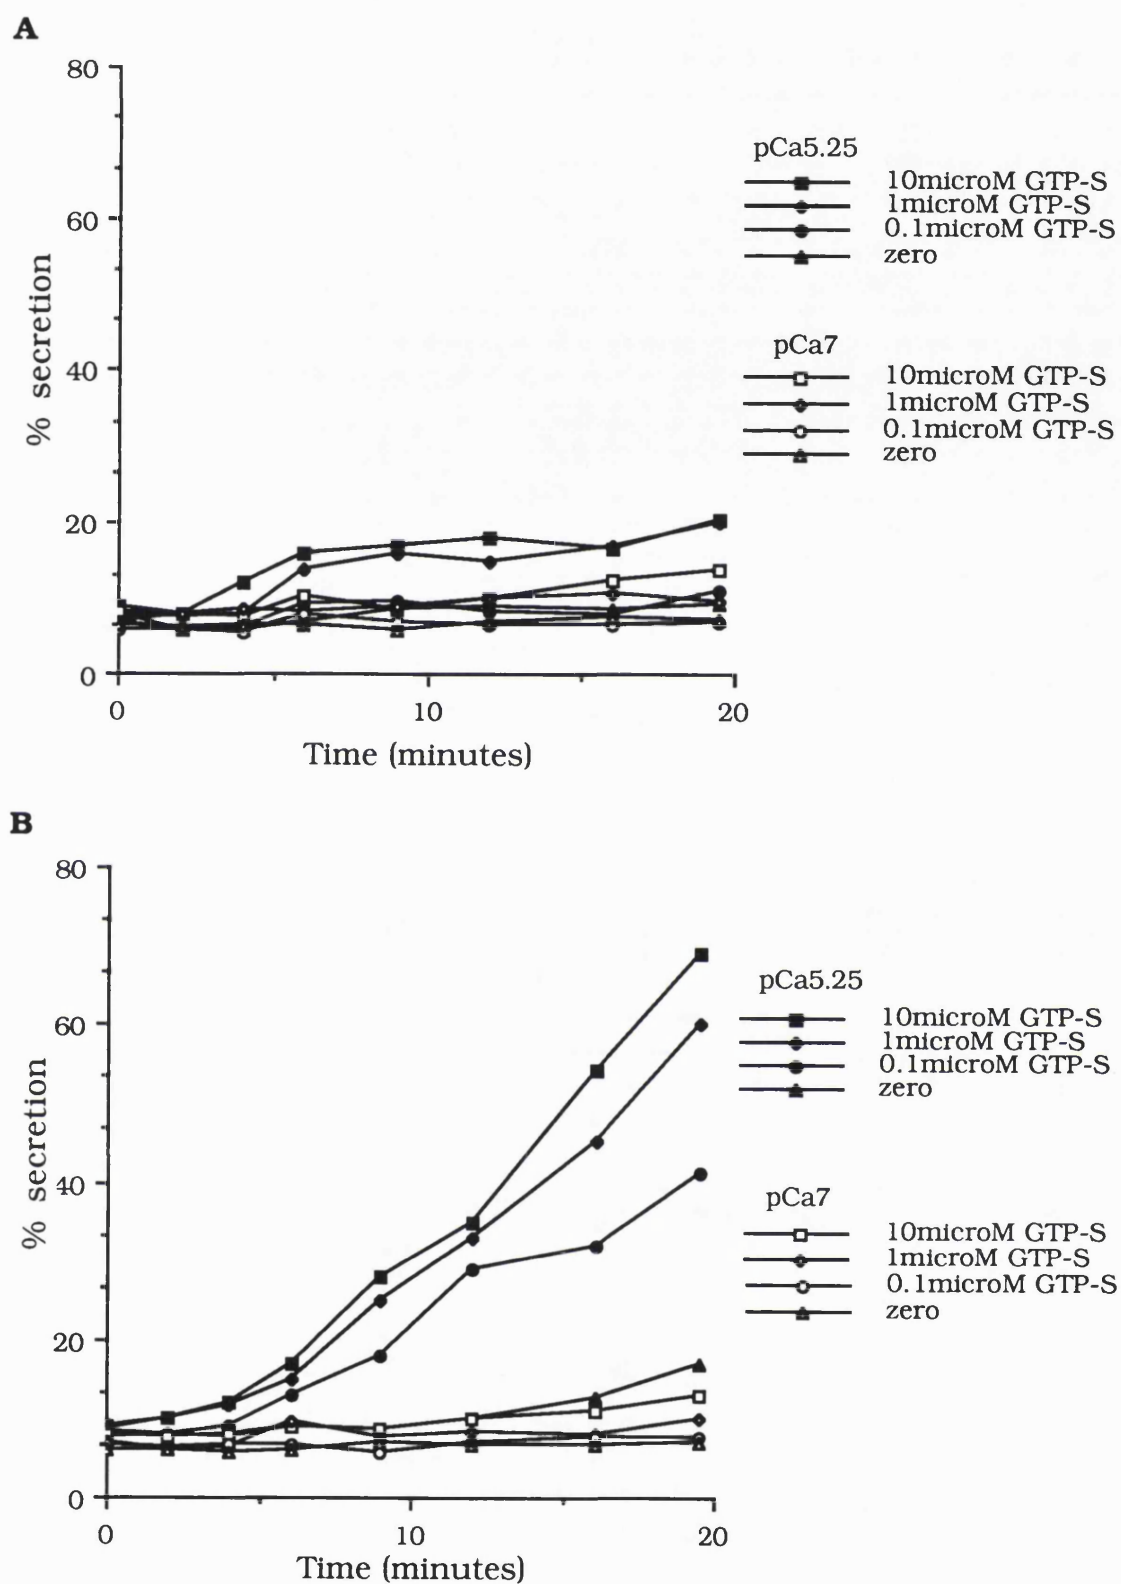 A
80
60
40
20
0
% secretion
0 10 20
Time (minutes)
pCa5.25
10microM GTP-S
1microM GTP-S
0.1microM GTP-S
zero
pCa7
10microM GTP-S
1microM GTP-S
0.1microM GTP-S
zero
B
80
60
40
20
0
% secretion
0 10 20
Time (minutes)
pCa5.25
10microM GTP-S
1microM GTP-S
0.1microM GTP-S
zero
pCa7
10microM GTP-S
1microM GTP-S
0.1microM GTP-S
zero